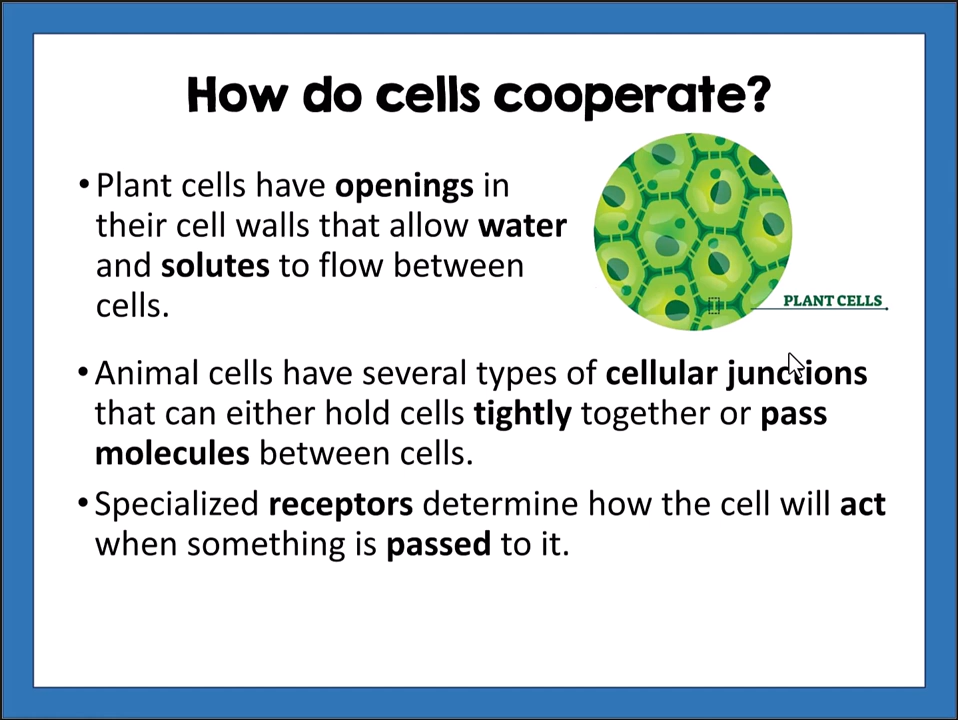 How do cells cooperate?
•Plant cells have openings in
their cell walls that allow water
and solutes to flow between
cells.
PLANT CELLS
•Animal cells have several types of cellular junctions
that can either hold cells tightly together or pass
molecules between cells.
•Specialized receptors determine how the cell will act
when something is passed to it.